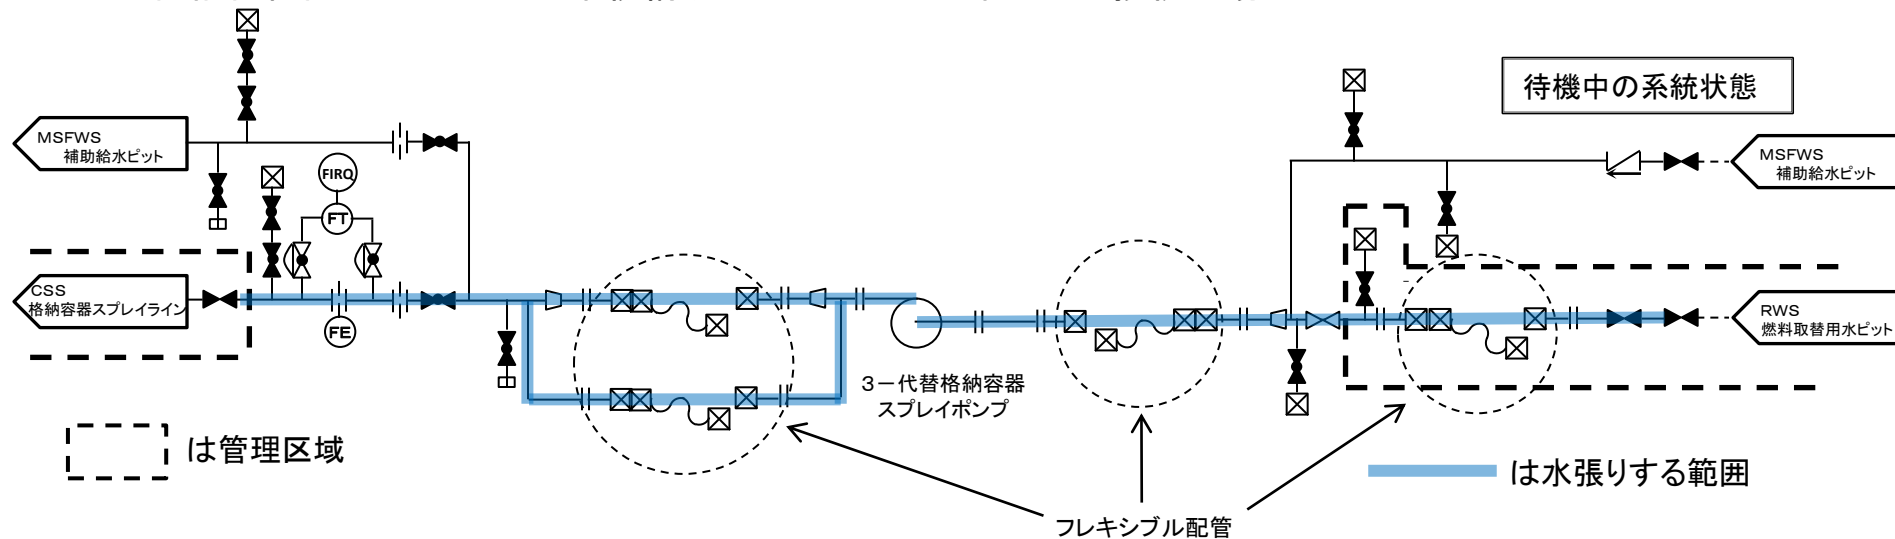 待機中の系統状態
MSFWS
補助給水ピット
FIRQ
FT
MSFWS
補助給水ピット
CSS
格納容器スプレイライン
FE
RWS
燃料取替用水ピット
3－代替格納容器
スプレイポンプ
は管理区域
は水張りする範囲
フレキシブル配管